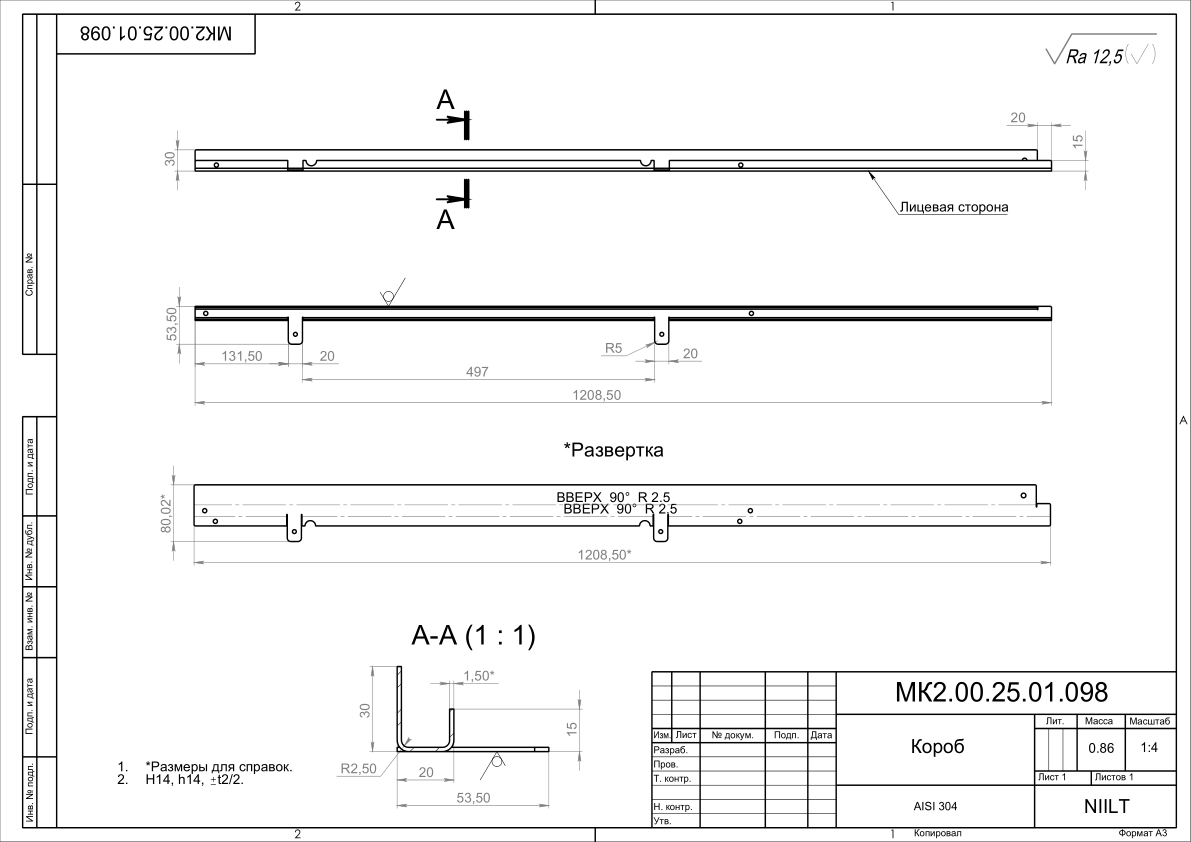 2
1
МК2.00.25.01.098
Ra 12,5
А
А
30
20
15
Лицевая сторона
53,50
131,50
20
R5
20
497
1208,50
*Развертка
ВВЕРХ 90° R 2.5
ВВЕРХ 90° R 2.5
80,02*
1208,50*
А-А (1 : 1)
1,50*
30
15
R2,50
20
53,50
1. *Размеры для справок.
2. H14, h14, ±t2/2.
Справ. №
Подп. и дата
Инв. № дубл.
Взам. инв. №
Подп. и дата
Инв. № подл.
А
МК2.00.25.01.098
Изм. Лист № докум. Подп. Дата
Разраб.
Пров.
Т. контр.
Н. контр.
Утв.
Короб
Лит. Масса Масштаб
0.86 1:4
Лист 1 Листов 1
AISI 304
NIILT
2
1
Копировал
Формат А3